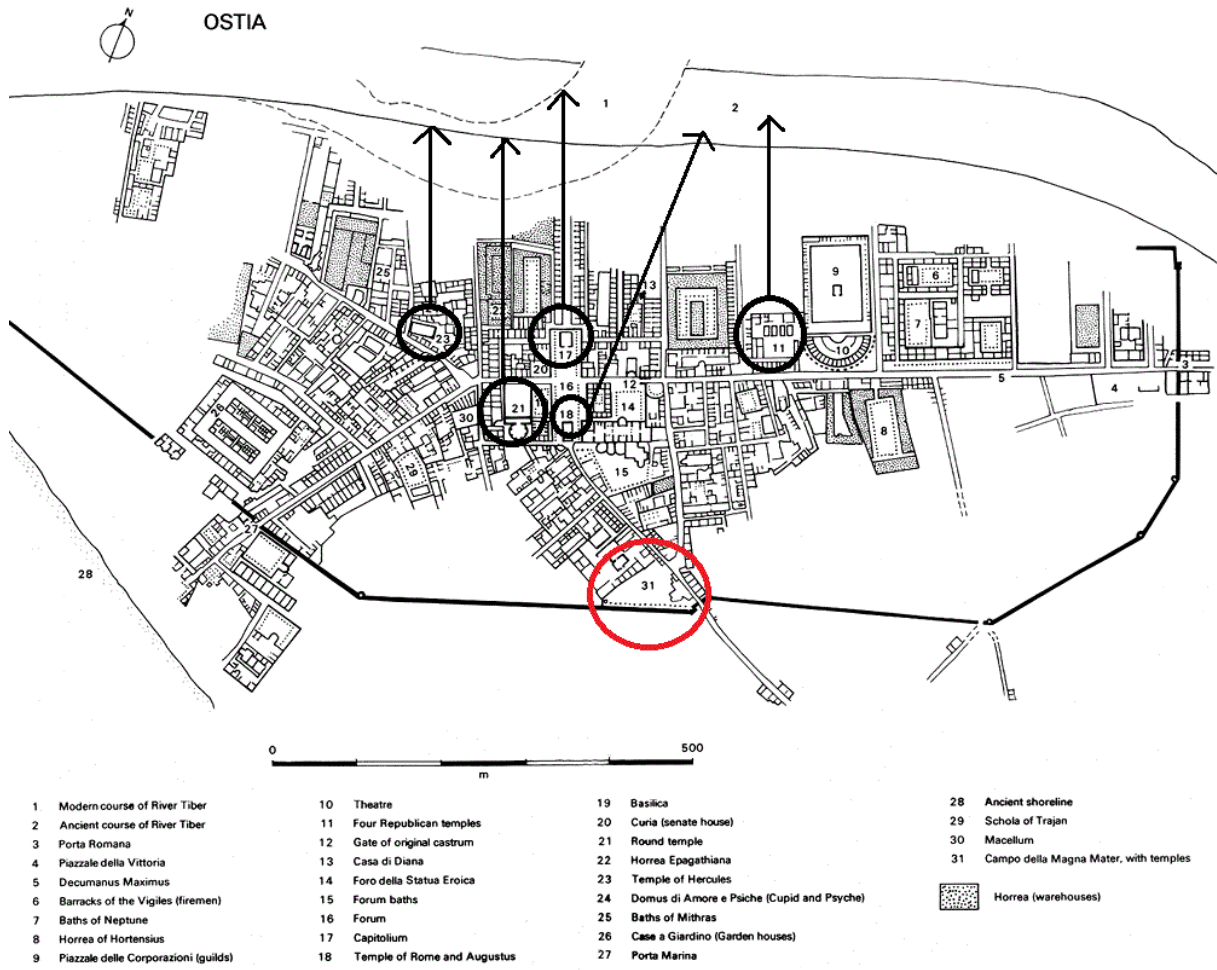 N
OSTIA
1
2
3
4
5
6
7
8
9
10
11
12
13
14
15
16
17
18
20
21
23
25
27
28
29
30
31
0 500
m
1 Modern course of River Tiber
2 Ancient course of River Tiber
3 Porta Romana
4 Piazzale della Vittoria
5 Decumanus Maximus
6 Barracks of the Vigiles (firemen)
7 Baths of Neptune
8 Horrea of Hortensius
9 Piazzale delle Corporazioni (guilds)
10 Theatre
11 Four Republican temples
12 Gate of original castrum
13 Casa di Diana
14 Foro della Statua Eroica
15 Forum baths
16 Forum
17 Capitolium
18 Temple of Rome and Augustus
19 Basilica
20 Curia (senate house)
21 Round temple
22 Horrea Epagathiana
23 Temple of Hercules
24 Domus di Amore e Psiche (Cupid and Psyche)
25 Baths of Mithras
26 Case a Giardino (Garden houses)
27 Porta Marina
28 Ancient shoreline
29 Schola of Trajan
30 Macellum
31 Campo della Magna Mater, with temples
Horrea (warehouses)